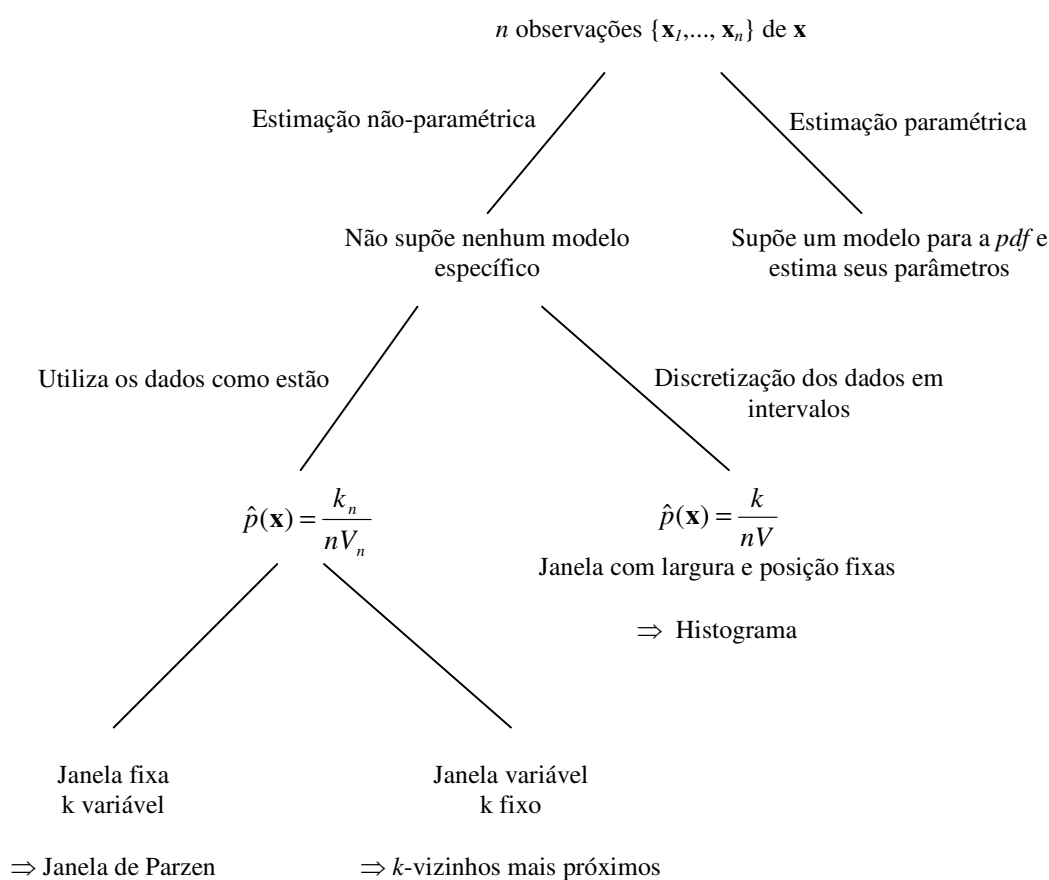 n observações {x1,..., xn} de x
Estimação não-paramétrica
Estimação paramétrica
Não supõe nenhum modelo
específico
Supõe um modelo para a pdf e
estima seus parâmetros
Utiliza os dados como estão
Discretização dos dados em
intervalos
p̂(x) = k_n / nV_n
p̂(x) = k / nV
Janela com largura e posição fixas
⇒ Histograma
Janela fixa
k variável
Janela variável
k fixo
⇒ Janela de Parzen
⇒ k-vizinhos mais próximos